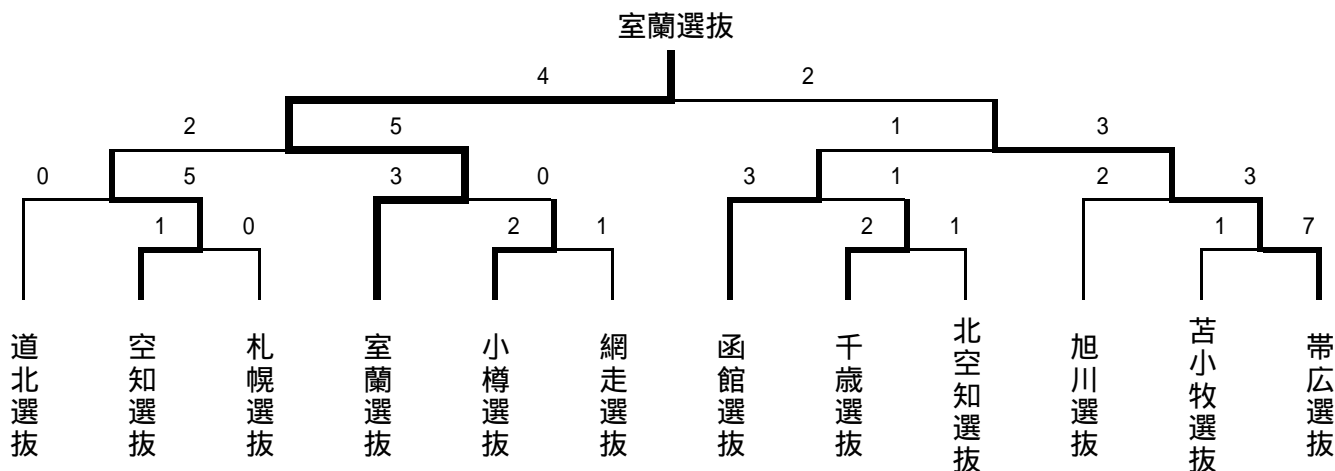 室蘭選抜
4 2
2 5 1 3
0 5 3 0 3 1 2 3
1 0 2 1 2 1 1 7
道北選抜
空知選抜
札幌選抜
室蘭選抜
小樽選抜
網走選抜
函館選抜
千歳選抜
北空知選抜
旭川選抜
苫小牧選抜
帯広選抜